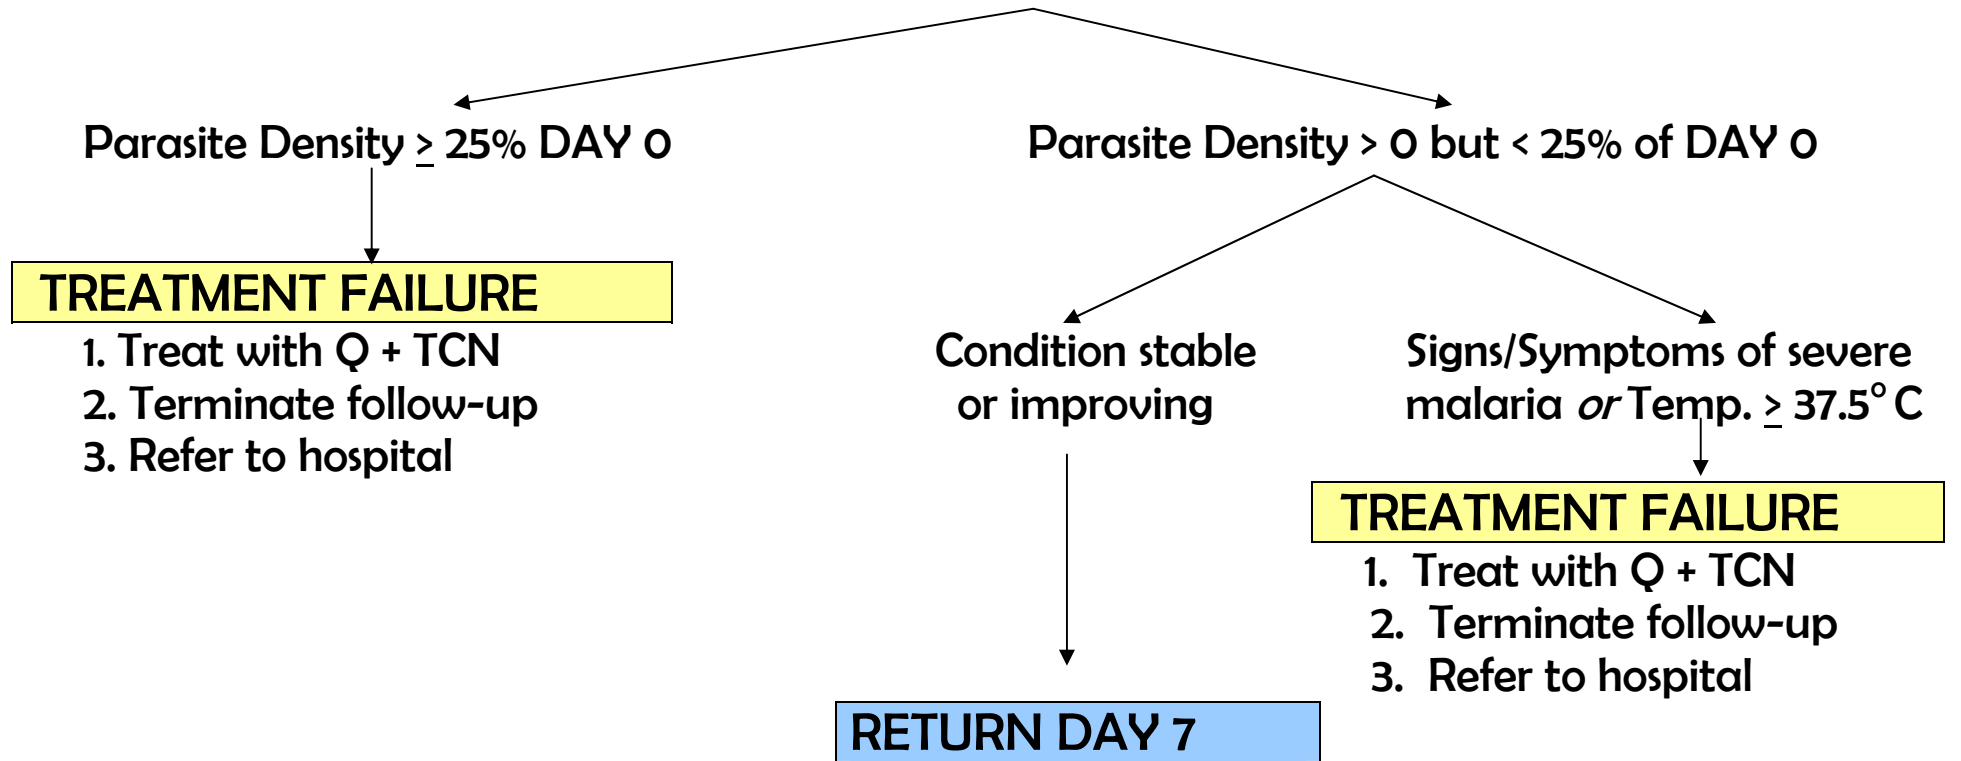 Parasite Density ≥ 25% DAY 0
Parasite Density > 0 but < 25% of DAY 0
TREATMENT FAILURE
1. Treat with Q + TCN
2. Terminate follow-up
3. Refer to hospital
Condition stable
or improving
Signs/Symptoms of severe
malaria or Temp. ≥ 37.5° C
TREATMENT FAILURE
1. Treat with Q + TCN
2. Terminate follow-up
3. Refer to hospital
RETURN DAY 7